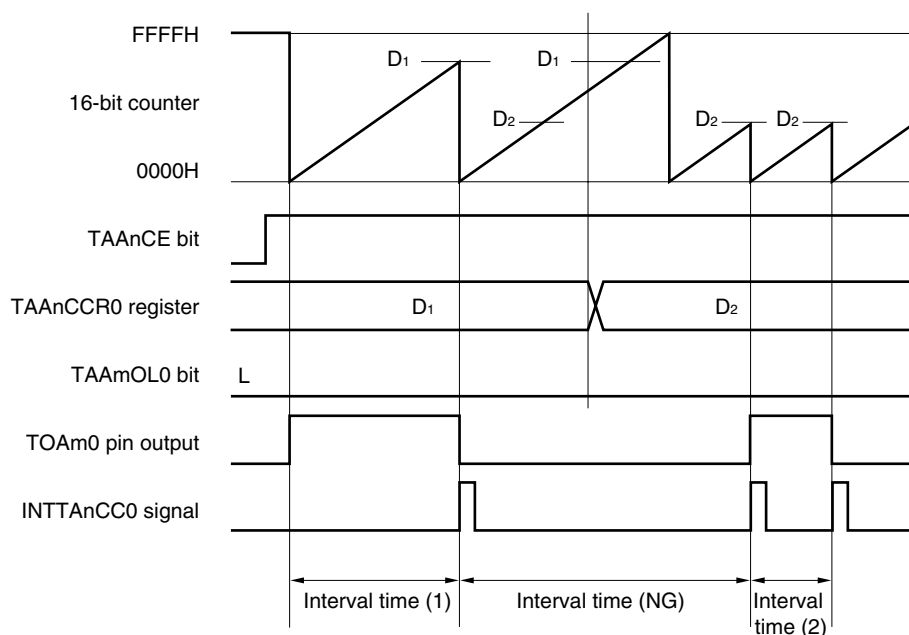 FFFFH
D1
D1
16-bit counter
D2
D2
D2
0000H
TAAnCE bit
TAAnCCR0 register
D1
D2
TAAmOL0 bit
L
TOAm0 pin output
INTTAnCC0 signal
Interval time (1)
Interval time (NG)
Interval
time (2)